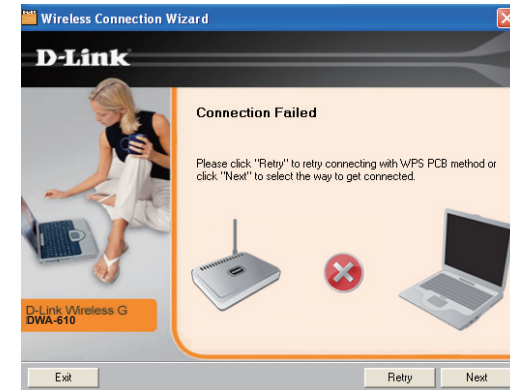 Wireless Connection Wizard
D-Link
Connection Failed
Please click "Retry" to retry connecting with WPS PCB method or
click "Next" to select the way to get connected.
D-Link Wireless G
DWA-610
Exit
Retry
Next